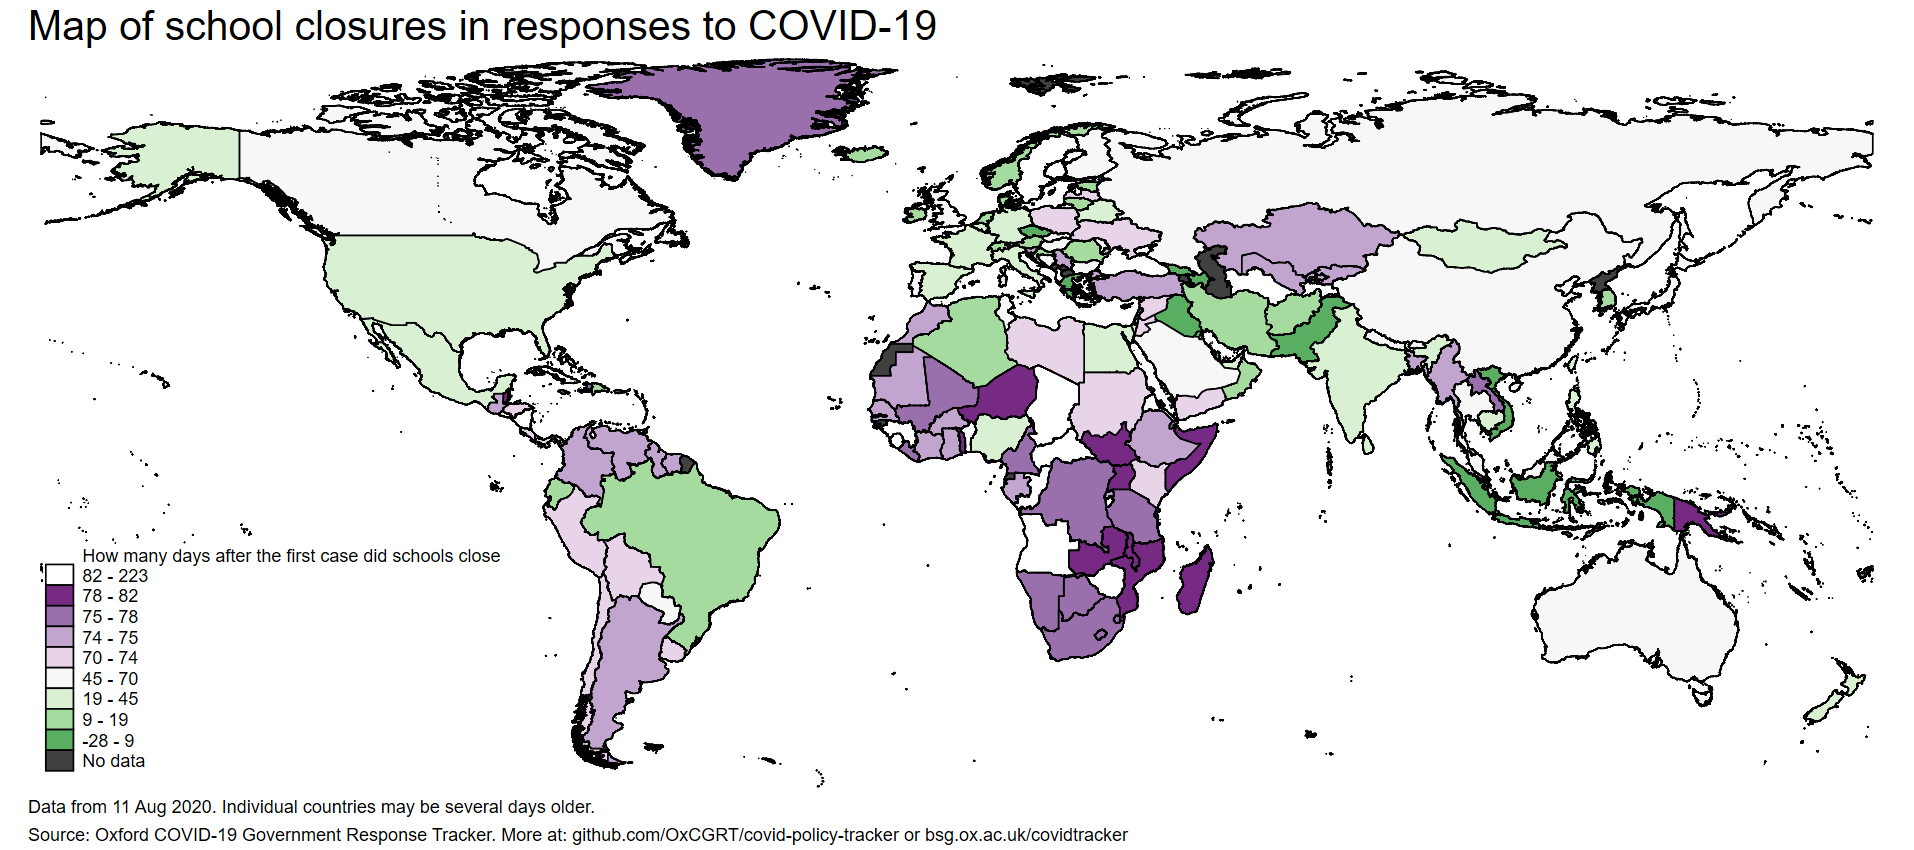 Map of school closures in responses to COVID-19
How many days after the first case did schools close
82 - 223
78 - 82
75 - 78
74 - 75
70 - 74
45 - 70
19 - 45
9 - 19
-28 - 9
No data
Data from 11 Aug 2020. Individual countries may be several days older.
Source: Oxford COVID-19 Government Response Tracker. More at: github.com/OxCGRT/covid-policy-tracker or bsg.ox.ac.uk/covidtracker